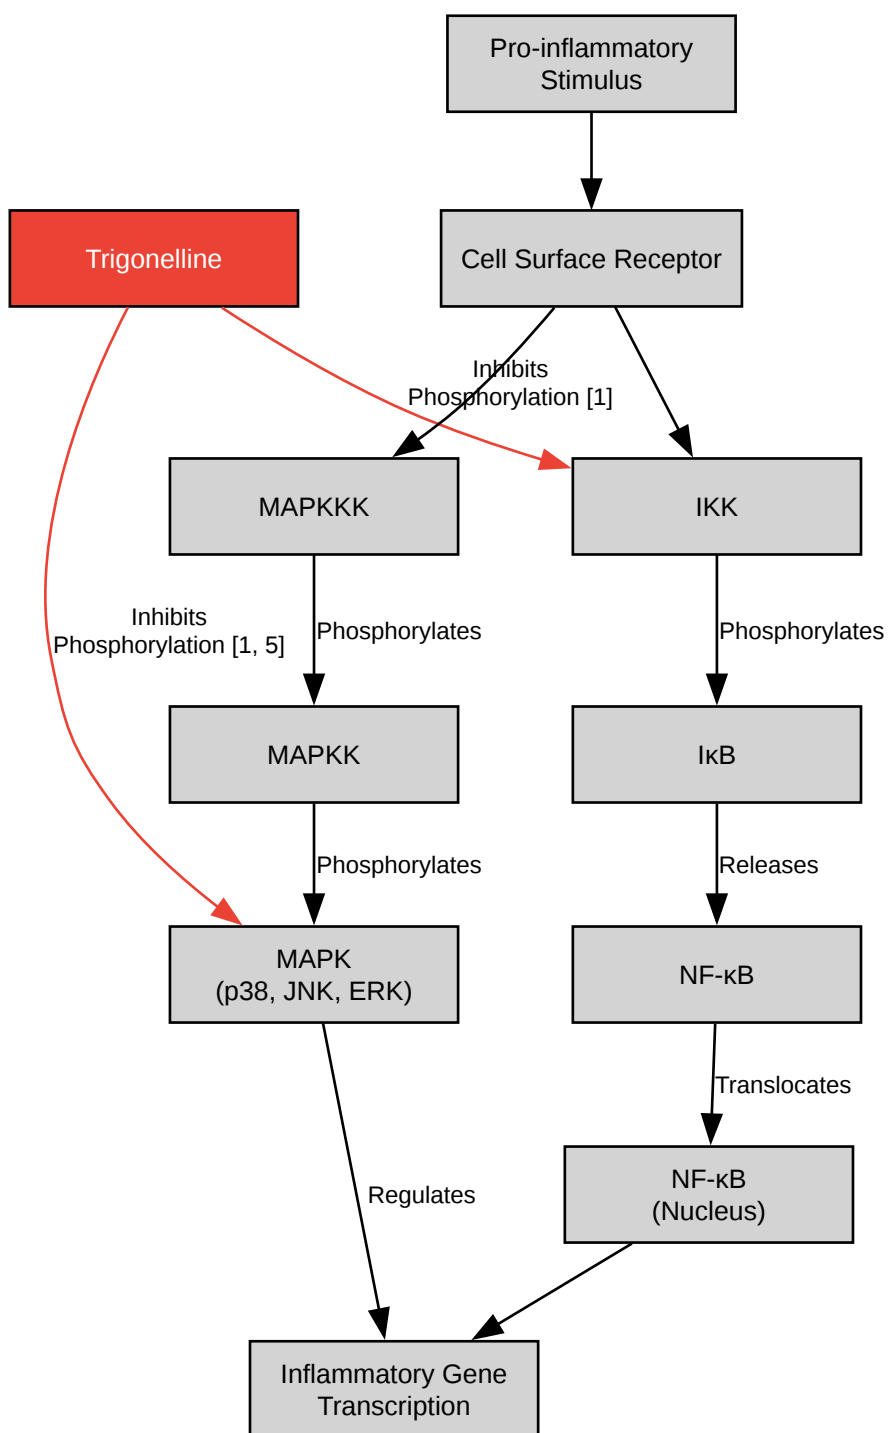 Pro-inflammatory
Stimulus
Trigonelline
Cell Surface Receptor
Inhibits
Phosphorylation [1]
MAPKKK
IKK
Inhibits
Phosphorylation [1, 5]
Phosphorylates
Phosphorylates
MAPKK
IκB
Phosphorylates
Releases
MAPK
(p38, JNK, ERK)
NF-κB
Translocates
NF-κB
(Nucleus)
Regulates
Inflammatory Gene
Transcription